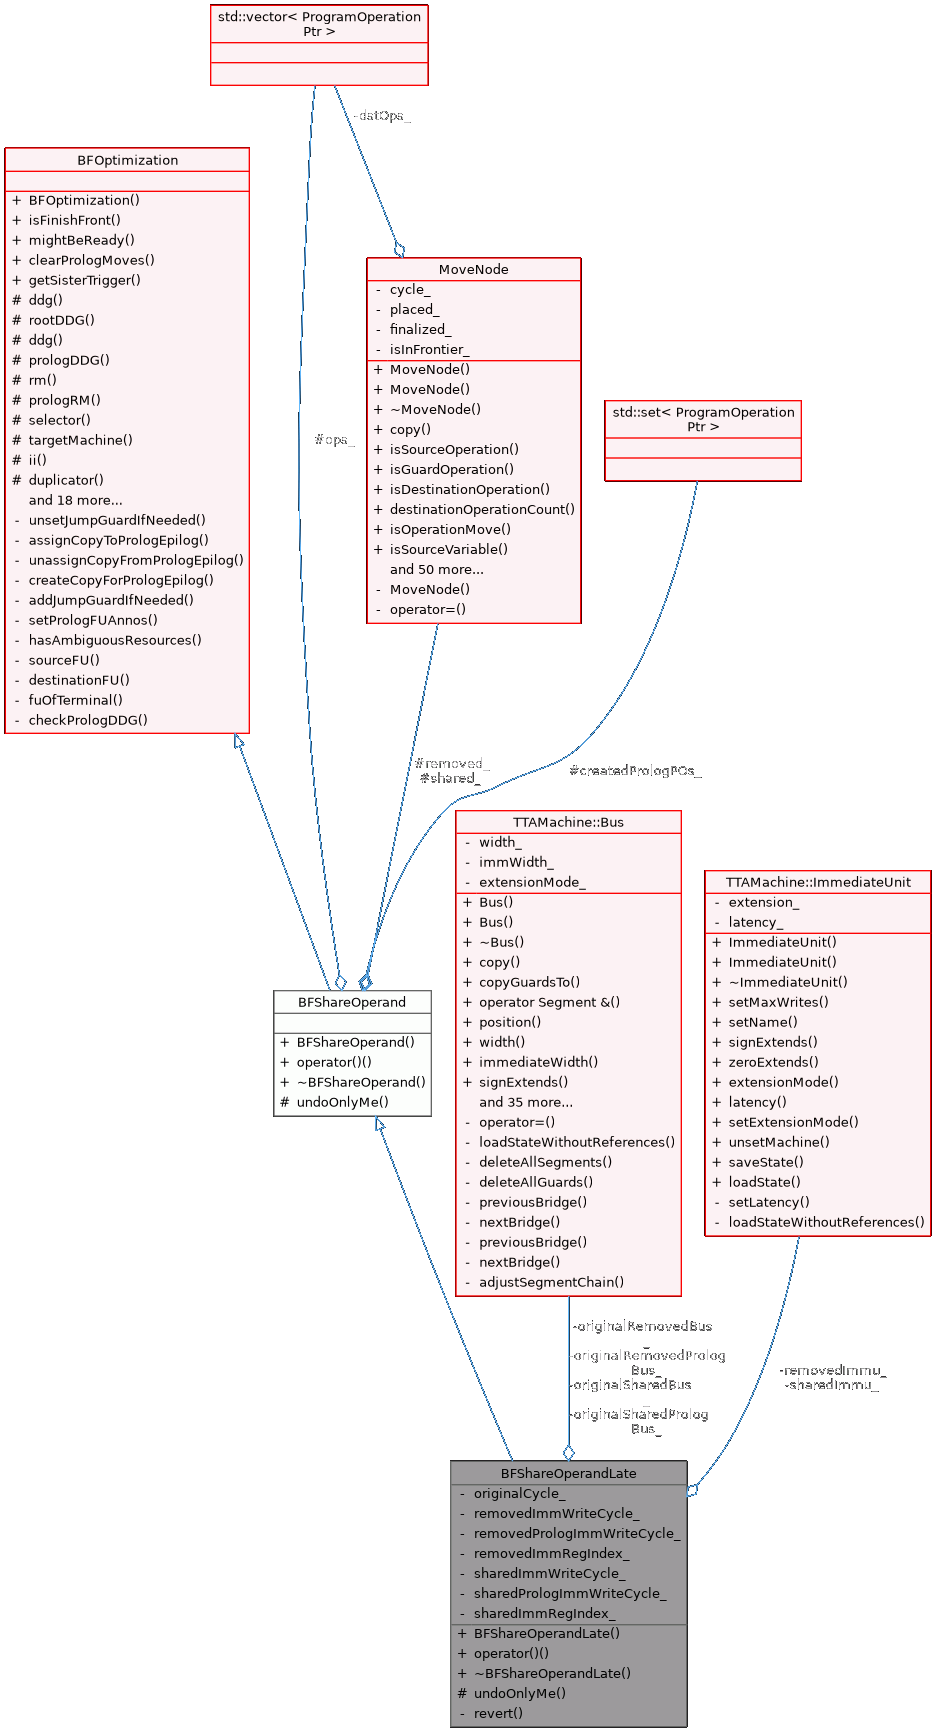 std::vector< ProgramOperation
Ptr >
-dstOps_
BFOptimization
+ BFOptimization()
+ isFinishFront()
+ mightBeReady()
+ clearPrologMoves()
+ getSisterTrigger()
# ddg()
# rootDDG()
# ddg()
# prologDDG()
# rm()
# prologRM()
# selector()
# targetMachine()
# ii()
# duplicator()
and 18 more...
- unsetJumpGuardIfNeeded()
- assignCopyToPrologEpilog()
- unassignCopyFromPrologEpilog()
- createCopyForPrologEpilog()
- addJumpGuardIfNeeded()
- setPrologFUAnnos()
- hasAmbiguousResources()
- sourceFU()
- destinationFU()
- fuOfTerminal()
- checkPrologDDG()
#ops_
MoveNode
- cycle_
- placed_
- finalized_
- isInFrontier_
+ MoveNode()
+ MoveNode()
+ ~MoveNode()
+ copy()
+ isSourceOperation()
+ isGuardOperation()
+ isDestinationOperation()
+ destinationOperationCount()
+ isOperationMove()
+ isSourceVariable()
and 50 more...
- MoveNode()
- operator=()
std::set< ProgramOperation
Ptr >
#removed_
#shared_
#createdPrologPOs_
TTAMachine::Bus
- width_
- immWidth_
- extensionMode_
+ Bus()
+ Bus()
+ ~Bus()
+ copy()
+ copyGuardsTo()
+ operator Segment &()
+ position()
+ width()
+ immediateWidth()
+ signExtends()
and 35 more...
- operator=()
- loadStateWithoutReferences()
- deleteAllSegments()
- deleteAllGuards()
- previousBridge()
- nextBridge()
- previousBridge()
- nextBridge()
- adjustSegmentChain()
TTAMachine::ImmediateUnit
- extension_
- latency_
+ ImmediateUnit()
+ ImmediateUnit()
+ ~ImmediateUnit()
+ setMaxWrites()
+ setName()
+ signExtends()
+ zeroExtends()
+ extensionMode()
+ latency()
+ setExtensionMode()
+ unsetMachine()
+ saveState()
+ loadState()
- setLatency()
- loadStateWithoutReferences()
BFShareOperand
+ BFShareOperand()
+ operator()()
+ ~BFShareOperand()
# undoOnlyMe()
-originalRemovedBus
_
-originalRemovedProlog
Bus_
-originalSharedBus
_
-originalSharedProlog
Bus_
-removedImmu_
-sharedImmu_
BFShareOperandLate
- originalCycle_
- removedImmWriteCycle_
- removedPrologImmWriteCycle_
- removedImmRegIndex_
- sharedImmWriteCycle_
- sharedPrologImmWriteCycle_
- sharedImmRegIndex_
+ BFShareOperandLate()
+ operator()()
+ ~BFShareOperandLate()
# undoOnlyMe()
- revert()